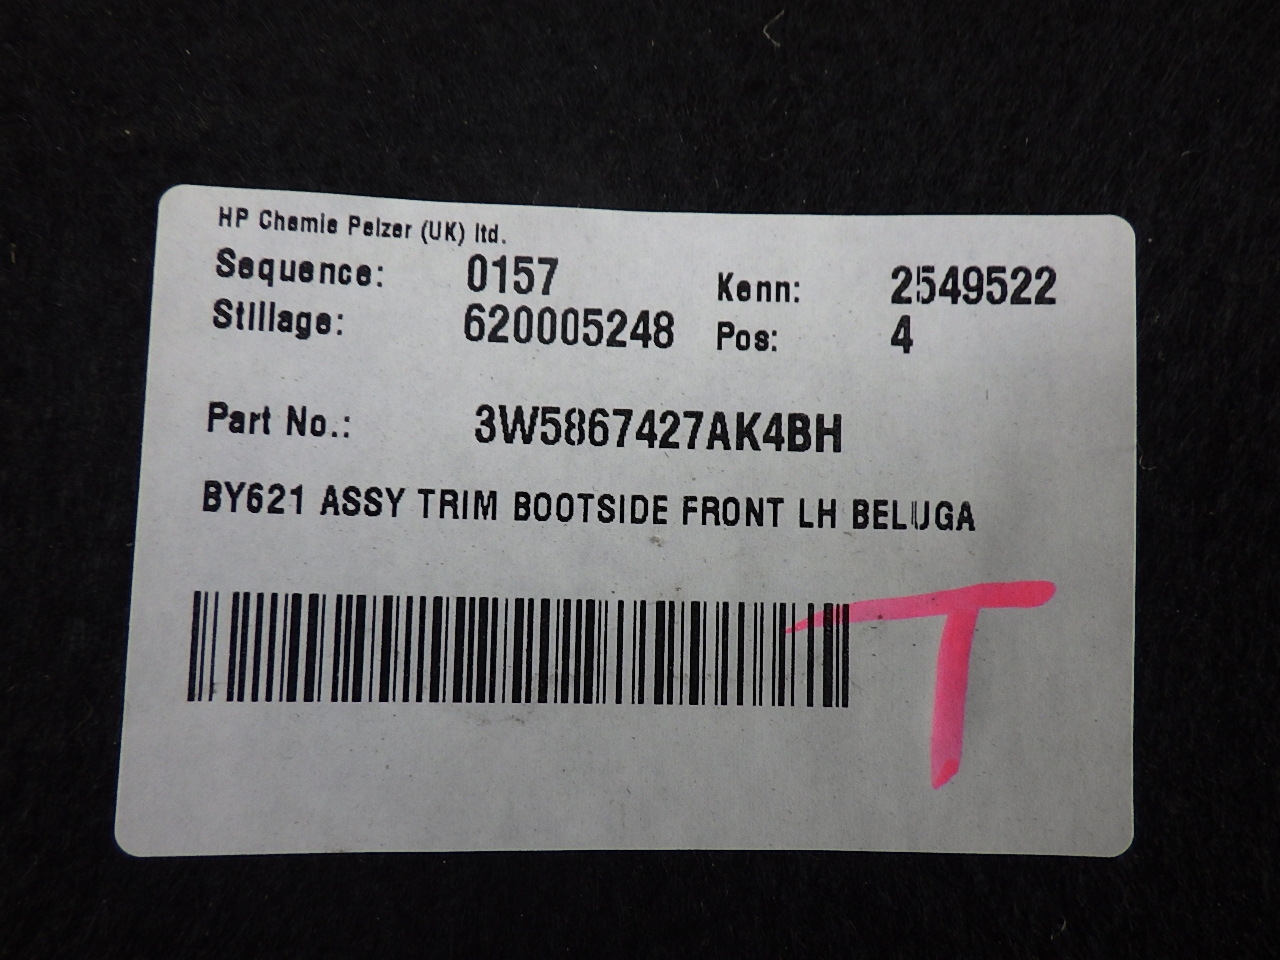 HP Chemie Pelzer (UK) ltd.
Sequence: 0157 Kenn: 2549522
Stillage: 620005248 Pos: 4
Part No.: 3W5867427AK4BH
BY621 ASSY TRIM BOOTSIDE FRONT LH BELUGA
T